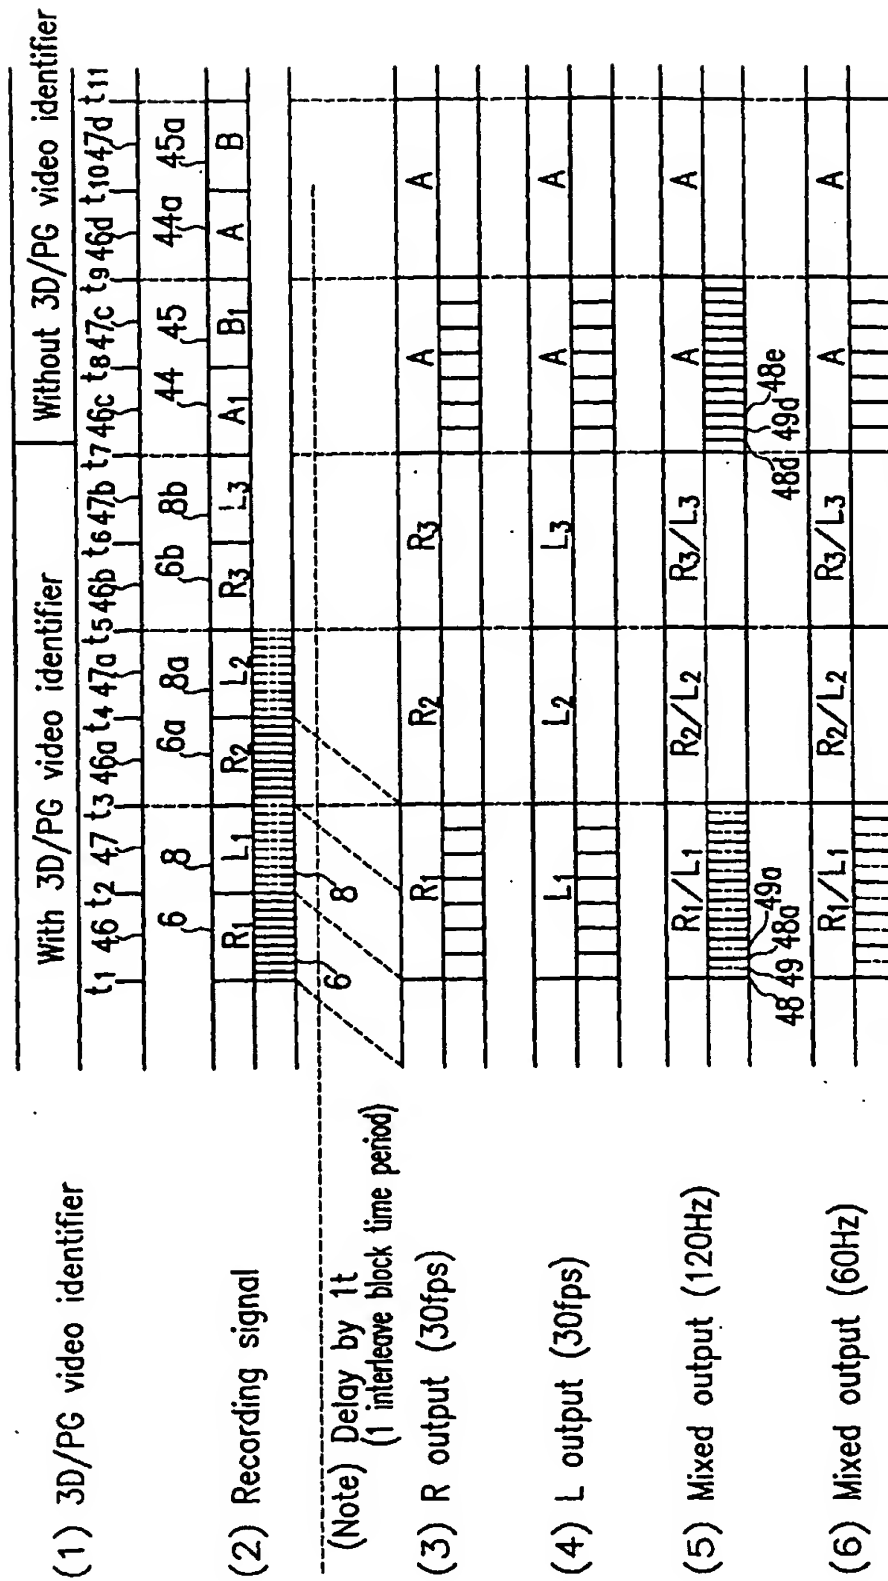 (1) 3D/PG video identifier
With 3D/PG video identifier
Without 3D/PG video identifier
t1 46 t2 47 t3 46a t4 47a t5 46b t6 47b t7 46c t8 47c t9 46d t10 47d t11
6 8 6a 8a 6b 8b 44 45 44a 45a
(2) Recording signal
R1 L1 R2 L2 R3 L3 A1 B1 A B
6 8
(Note) Delay by 1t
(1 interleave block time period)
(3) R output (30fps)
R1 R2 R3 A A
(4) L output (30fps)
L1 L2 L3 A A
(5) Mixed output (120Hz)
R1/L1 R2/L2 R3/L3 A A
48 49 48a 49a 48d 49d 48e
(6) Mixed output (60Hz)
R1/L1 R2/L2 R3/L3 A A